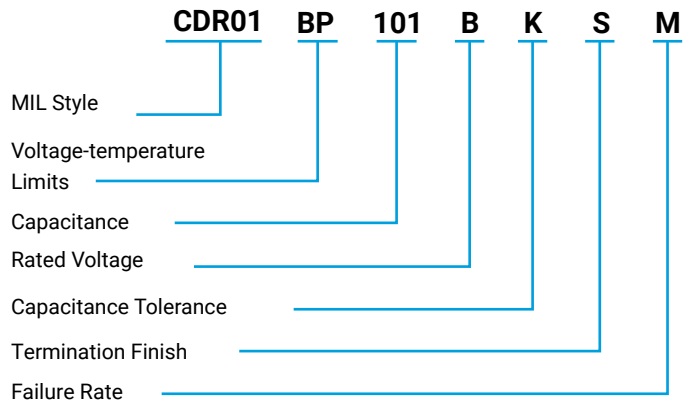 CDR01 BP 101 B K S M
MIL Style
Voltage-temperature
Limits
Capacitance
Rated Voltage
Capacitance Tolerance
Termination Finish
Failure Rate